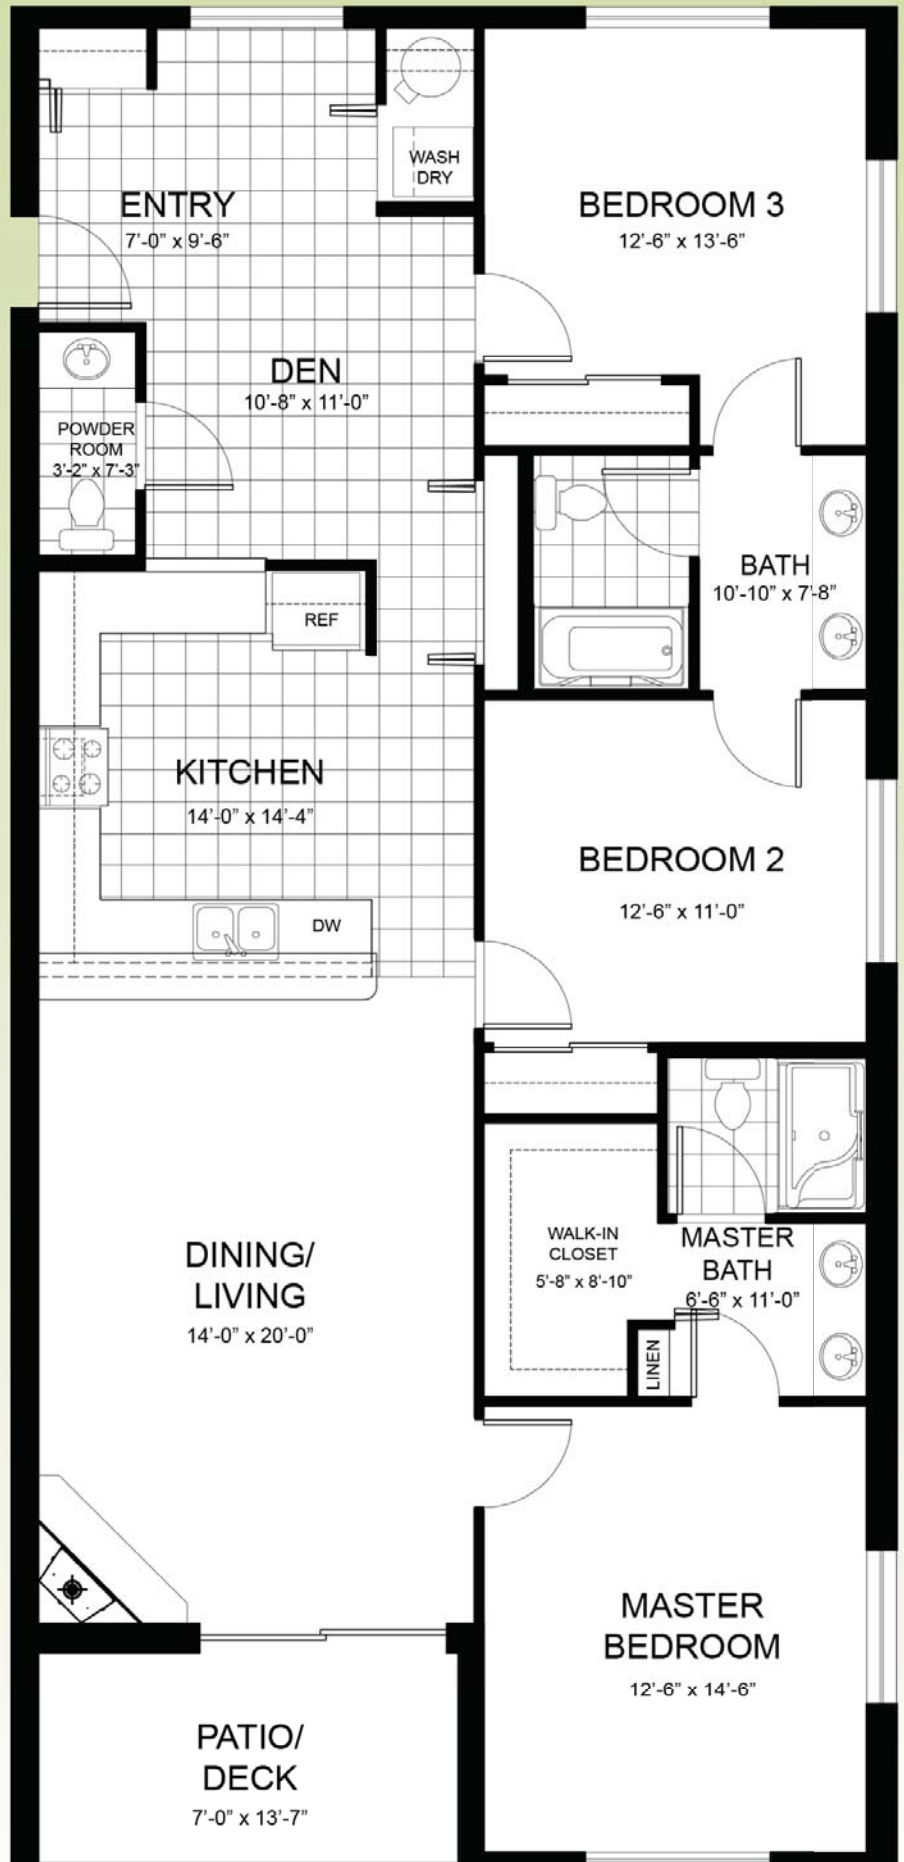 WASH
DRY
ENTRY
7'-0" x 9'-6"
BEDROOM 3
12'-6" x 13'-6"
DEN
10'-8" x 11'-0"
POWDER
ROOM
3'-2" x 7'-3"
BATH
10'-10" x 7'-8"
REF
KITCHEN
14'-0" x 14'-4"
BEDROOM 2
12'-6" x 11'-0"
DW
DINING/
LIVING
14'-0" x 20'-0"
WALK-IN
CLOSET
5'-8" x 8'-10"
MASTER
BATH
6'-6" x 11'-0"
LINEN
MASTER
BEDROOM
12'-6" x 14'-6"
PATIO/
DECK
7'-0" x 13'-7"